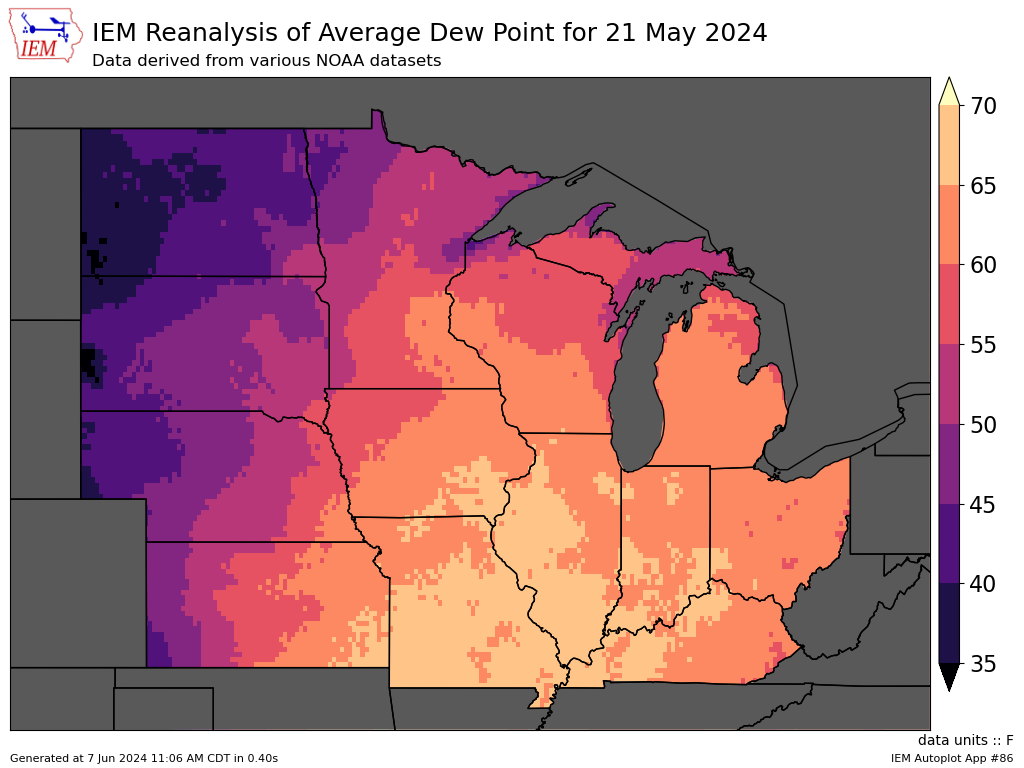 IEM
IEM Reanalysis of Average Dew Point for 21 May 2024
Data derived from various NOAA datasets
70
65
60
55
50
45
40
35
data units :: F
Generated at 7 Jun 2024 11:06 AM CDT in 0.40s
IEM Autoplot App #86